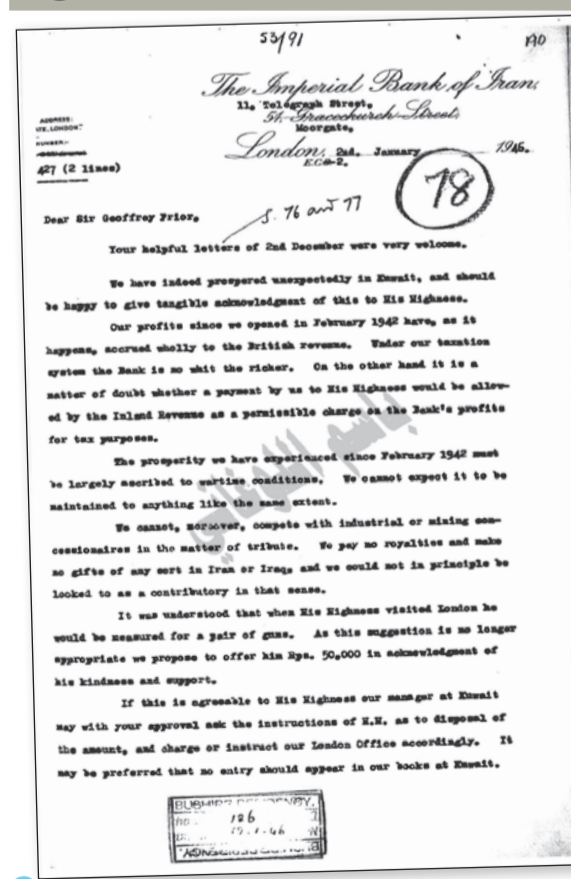 53/91
190
The Imperial Bank of Iran,
11, Telegraph Street,
51, Gracechurch Street,
Moorgate,
ADDRESS:
London, 2nd. January 1946.
E.C. 2.
427 (2 lines)
78
S. 76 and 77
Dear Sir Geoffrey Prior,
Your helpful letters of 2nd December were very welcome.
We have indeed prospered unexpectedly in Kuwait, and should
be happy to give tangible acknowledgment of this to His Highness.
Our profits since we opened in February 1942 have, as it
happens, accrued wholly to the British revenue. Under our taxation
system the Bank is no whit the richer. On the other hand it is a
matter of doubt whether a payment by us to His Highness would be allow-
ed by the Inland Revenue as a permissible charge on the Bank's profits
for tax purposes.
The prosperity we have experienced since February 1942 must
be largely ascribed to wartime conditions. We cannot expect it to be
maintained to anything like the same extent.
We cannot, moreover, compete with industrial or mining con-
cessionaires in the matter of tribute. We pay no royalties and make
no gifts of any sort in Iran or Iraq, and we could not in principle be
looked to as a contributory in that sense.
It was understood that when His Highness visited London he
would be measured for a pair of guns. As this suggestion is no longer
appropriate we propose to offer him Rps. 50,000 in acknowledgment of
his kindness and support.
If this is agreeable to His Highness our manager at Kuwait
may with your approval ask the instructions of H.H. as to disposal of
the amount, and charge or instruct our London Office accordingly. It
may be preferred that no entry should appear in our books at Kuwait.
باسم اللوغاني
BUSHIRE RESIDENCY.
126